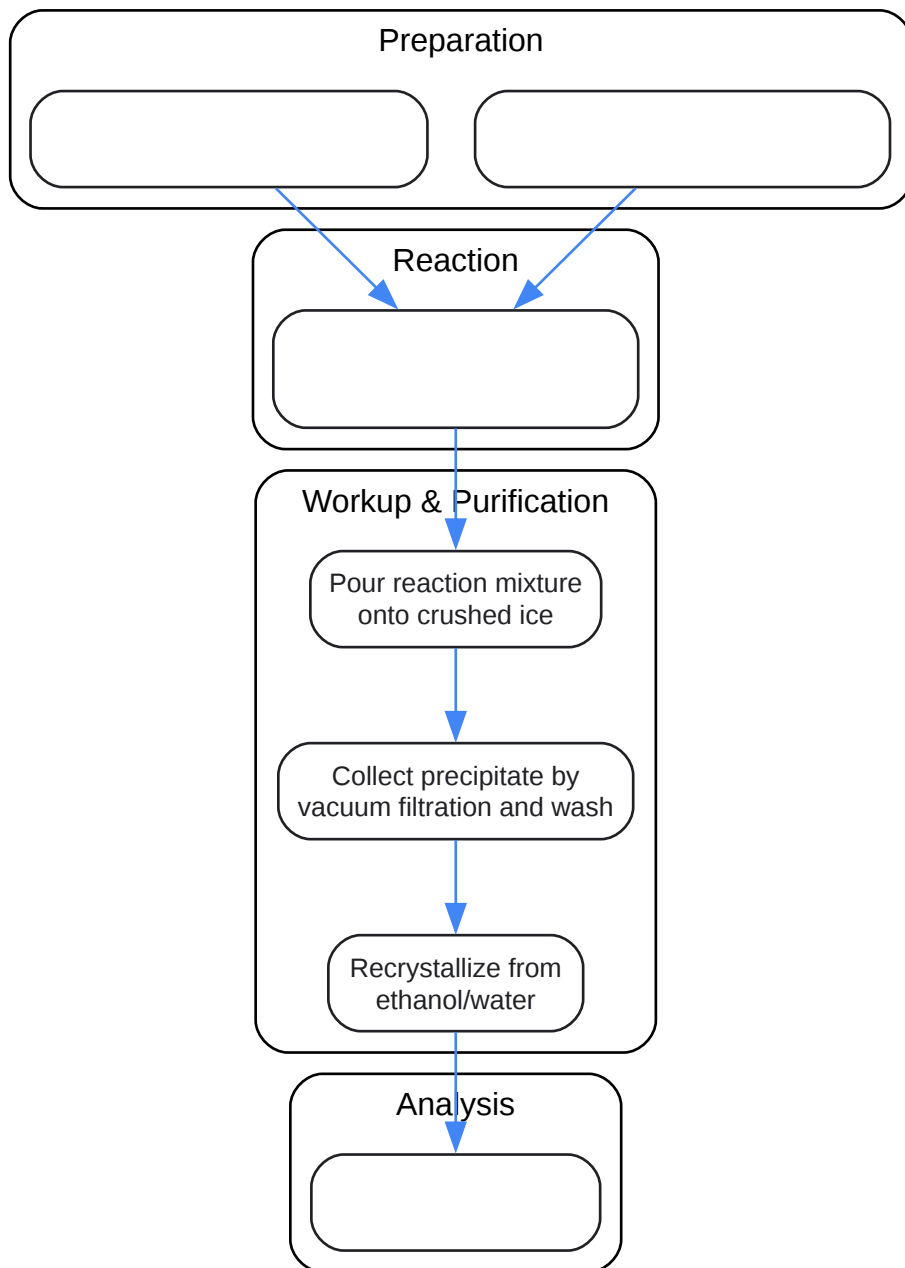 Preparation
Reaction
Workup & Purification
Pour reaction mixture
onto crushed ice
Collect precipitate by
vacuum filtration and wash
Recrystallize from
ethanol/water
Analysis